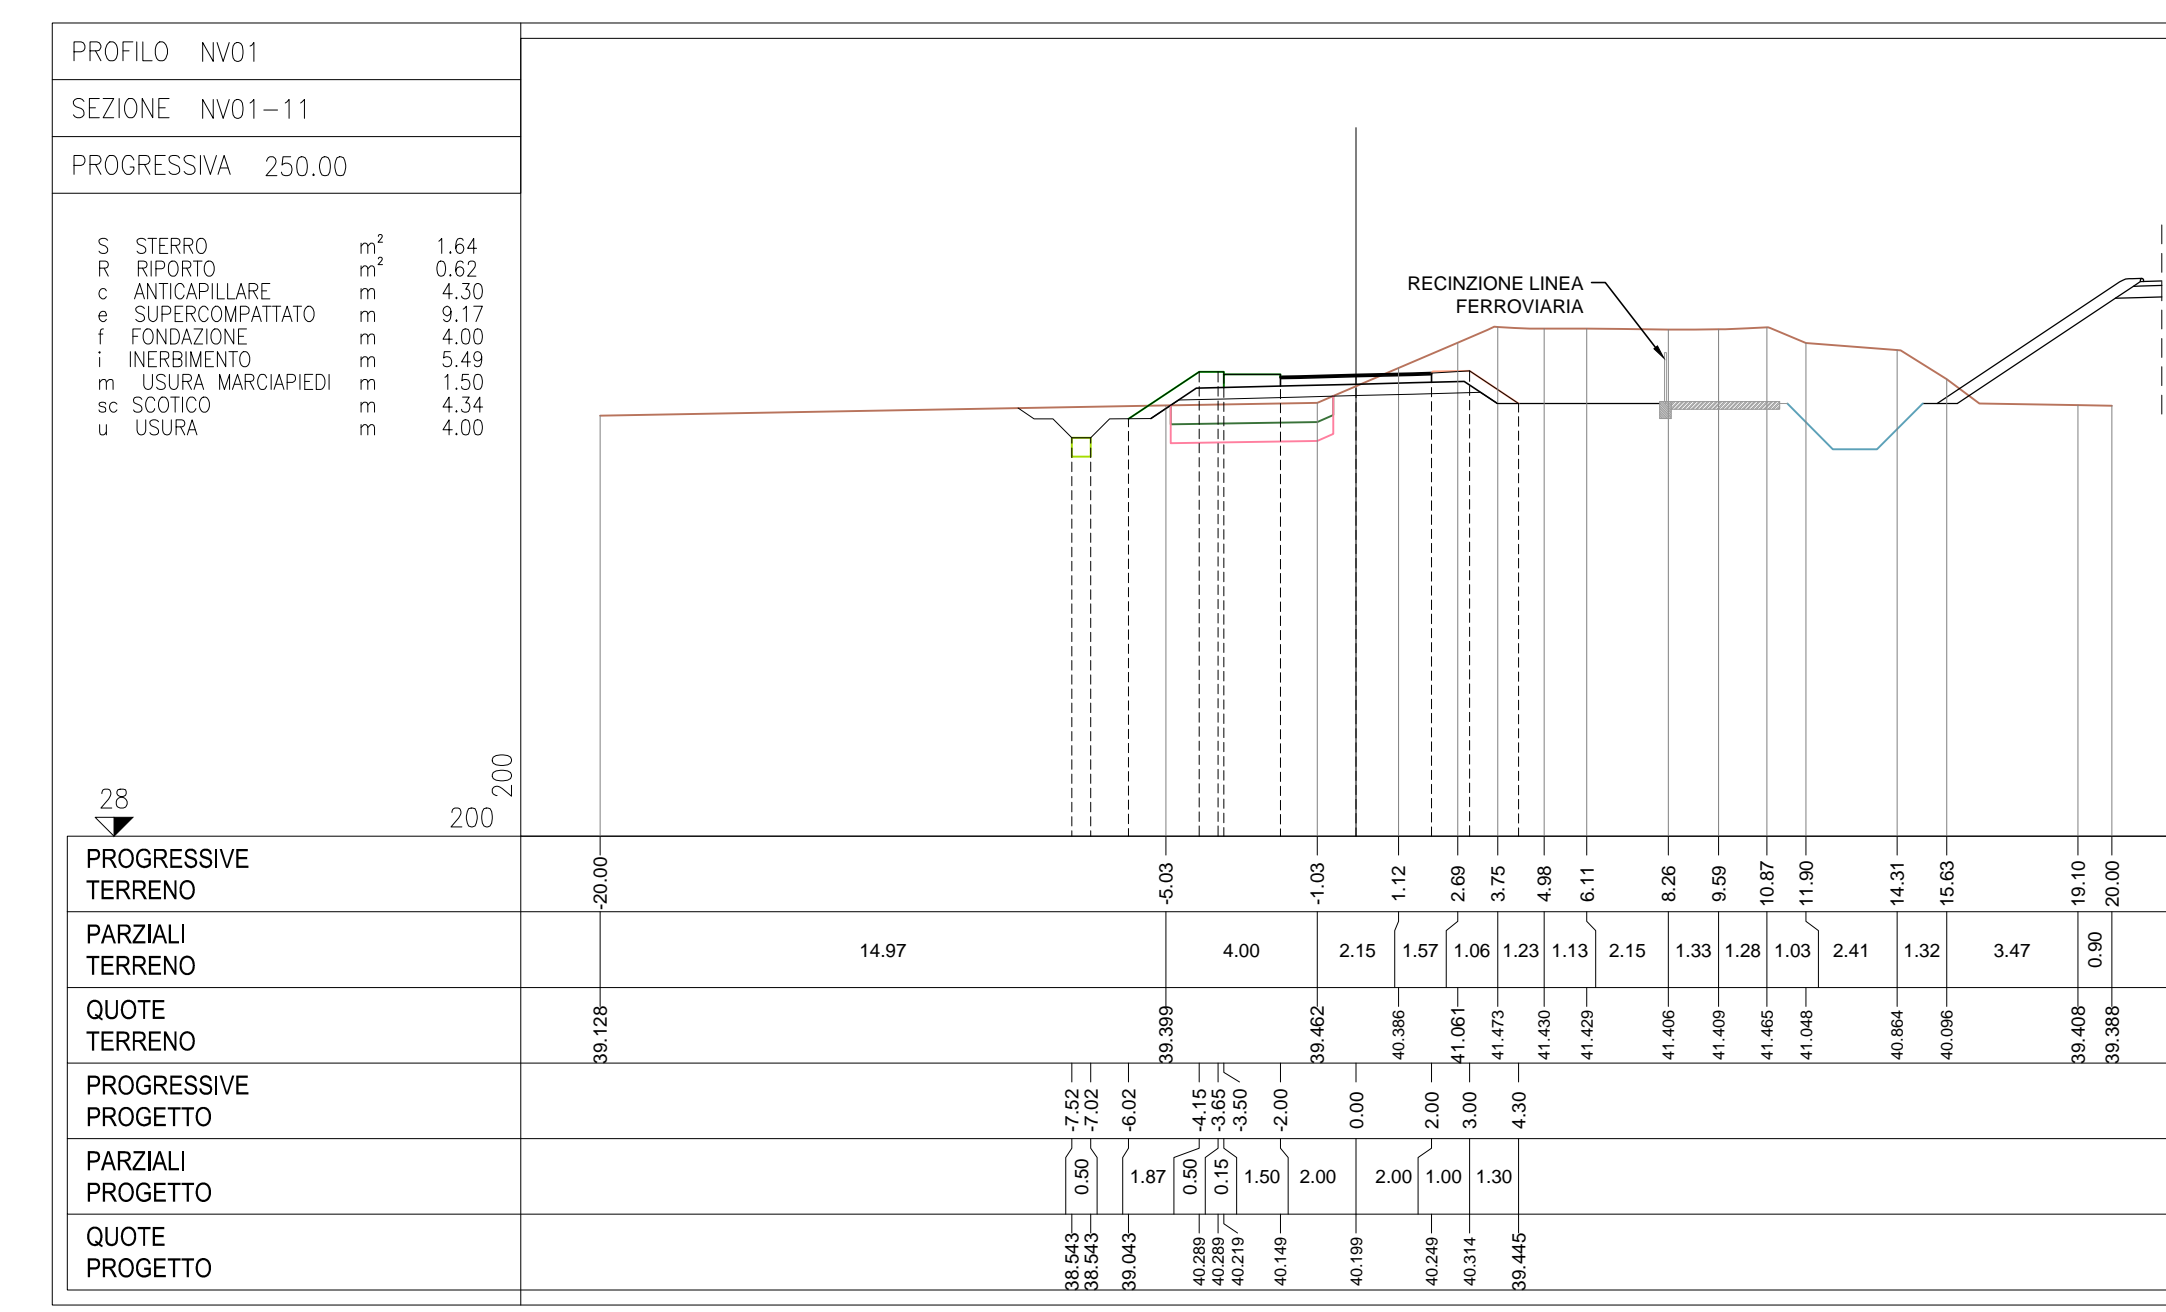 PROFILO NV01
SEZIONE NV01-11
PROGRESSIVA 250.00
S STERRO m² 1.64
R RIPORTO m² 0.62
c ANTICAPILLARE m 4.30
e SUPERCOMPATTATO m 9.17
f FONDAZIONE m 4.00
i INERBIMENTO m 5.49
m USURA MARCIAPIEDI m 1.50
sc SCOTICO m 4.34
u USURA m 4.00
RECINZIONE LINEA
FERROVIARIA
28
200
200
PROGRESSIVE
TERRENO
-20.00 -5.03 -1.03 1.12 2.69 3.75 4.98 6.11 8.26 9.59 10.87 11.90 14.31 15.63 19.10 20.00
PARZIALI
TERRENO
14.97 4.00 2.15 1.57 1.06 1.23 1.13 2.15 1.33 1.28 1.03 2.41 1.32 3.47 0.90
QUOTE
TERRENO
39.128 39.399 39.462 40.386 41.061 41.473 41.430 41.429 41.406 41.409 41.465 41.048 40.864 40.096 39.408 39.388
PROGRESSIVE
PROGETTO
-7.52 -7.02 -6.02 -4.15 -3.65 -3.50 -2.00 0.00 2.00 3.00 4.30
PARZIALI
PROGETTO
0.50 1.87 0.50 0.15 1.50 2.00 2.00 1.00 1.30
QUOTE
PROGETTO
38.543 38.543 39.043 40.289 40.289 40.219 40.149 40.199 40.249 40.314 39.445